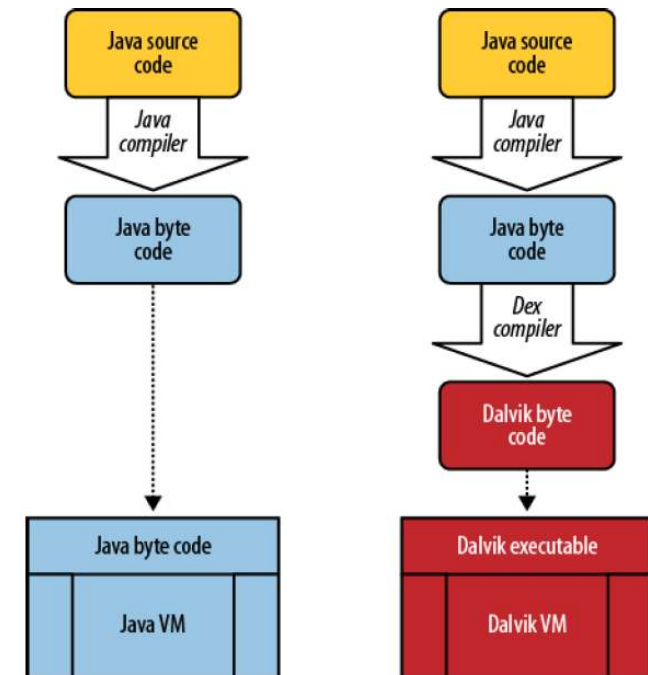 Java source
code
Java
compiler
Java byte
code
Java byte code
Java VM
Java source
code
Java
compiler
Java byte
code
Dex
compiler
Dalvik byte
code
Dalvik executable
Dalvik VM